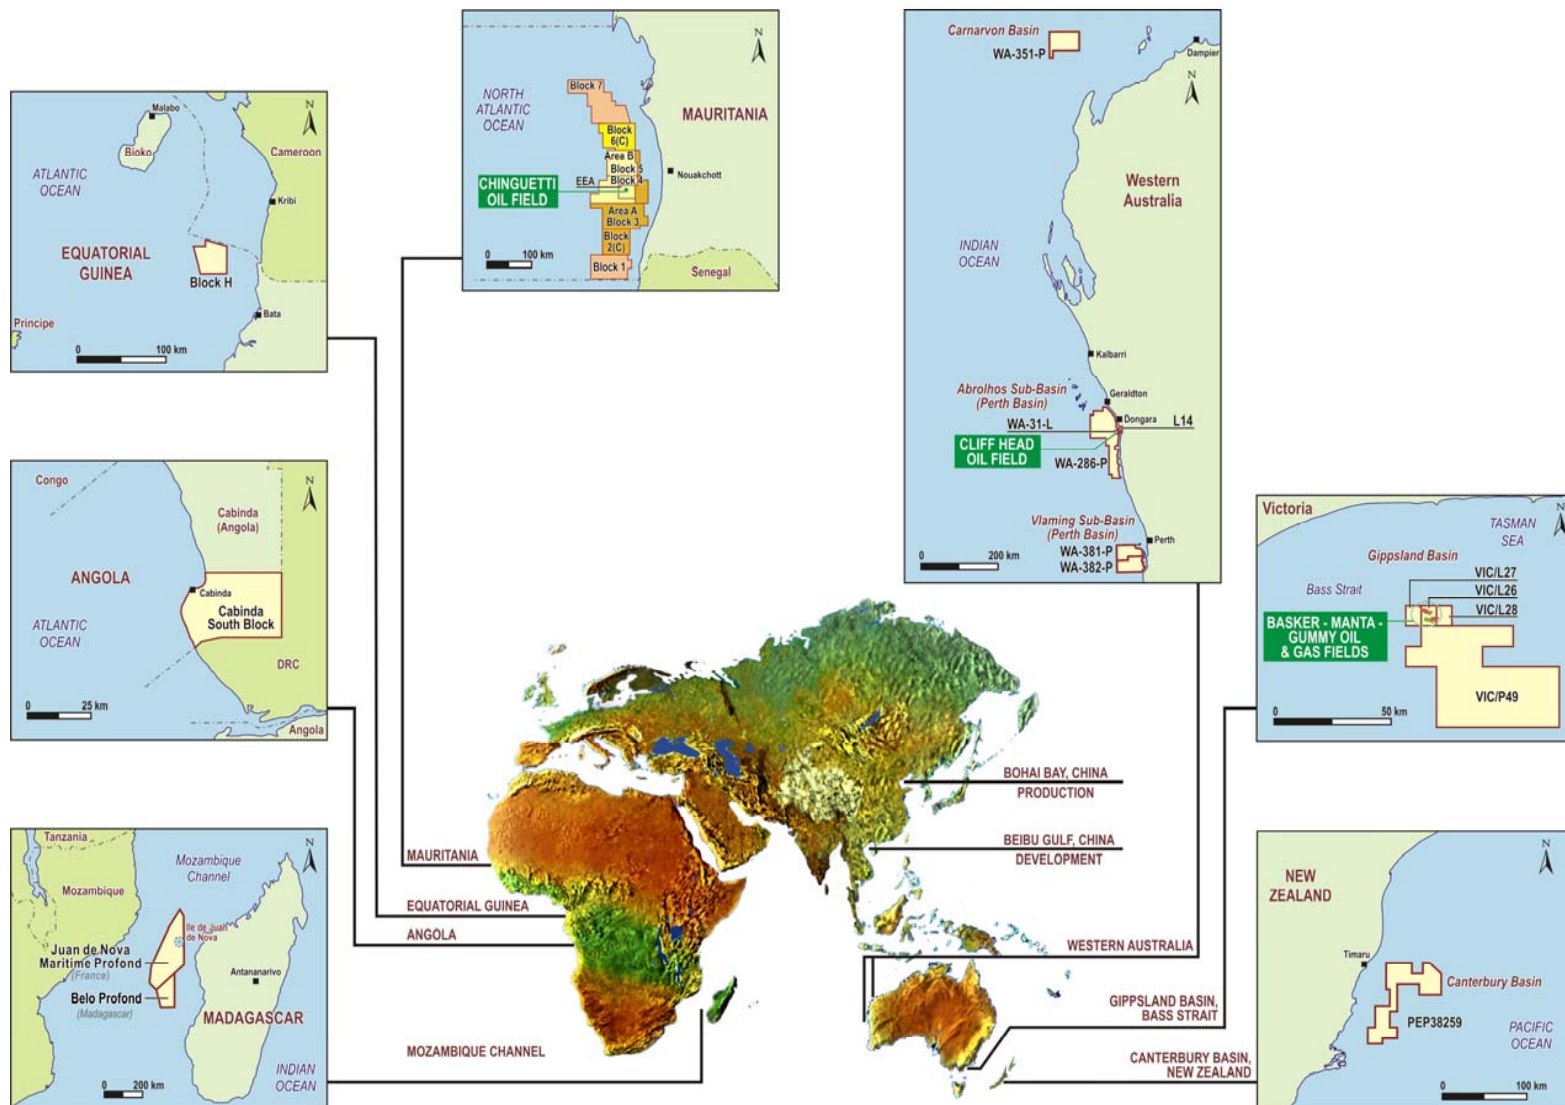 N
Malabo
Bioko
Cameroon
ATLANTIC
OCEAN
Kribi
EQUATORIAL
GUINEA
Block H
Bata
Principe
0
100 km
N
Block 7
NORTH
ATLANTIC
OCEAN
MAURITANIA
Block
6(C)
Area B
Block 5
Block 4
EEA
CHINGUETTI
OIL FIELD
Nouakchott
Area A
Block 3
Block
2(C)
Block 1
0
100 km
Senegal
Carnarvon Basin
WA-351-P
Dampier
N
Western
Australia
INDIAN
OCEAN
Kalbarri
Abrolhos Sub-Basin
(Perth Basin)
Geraldton
Dongara
WA-31-L
L14
CLIFF HEAD
OIL FIELD
WA-286-P
Vlaming Sub-Basin
(Perth Basin)
Perth
WA-381-P
WA-382-P
0
200 km
Congo
N
Cabinda
(Angola)
ANGOLA
Cabinda
Cabinda
South Block
ATLANTIC
OCEAN
DRC
0
25 km
Angola
Victoria
N
TASMAN
SEA
Gippsland Basin
VIC/L27
Bass Strait
VIC/L26
VIC/L28
BASKER - MANTA -
GUMMY OIL
& GAS FIELDS
VIC/P49
0
50 km
Tanzania
N
Mozambique
Channel
Mozambique
Ile de Juan
de Nova
Juan de Nova
Maritime Profond
(France)
Antananarivo
Belo Profond
(Madagascar)
MADAGASCAR
INDIAN
OCEAN
0
200 km
BOHAI BAY, CHINA
PRODUCTION
BEIBU GULF, CHINA
DEVELOPMENT
MAURITANIA
EQUATORIAL GUINEA
ANGOLA
WESTERN AUSTRALIA
GIPPSLAND BASIN,
BASS STRAIT
MOZAMBIQUE CHANNEL
CANTERBURY BASIN,
NEW ZEALAND
N
NEW
ZEALAND
Timaru
Canterbury Basin
PEP38259
PACIFIC
OCEAN
0
100 km